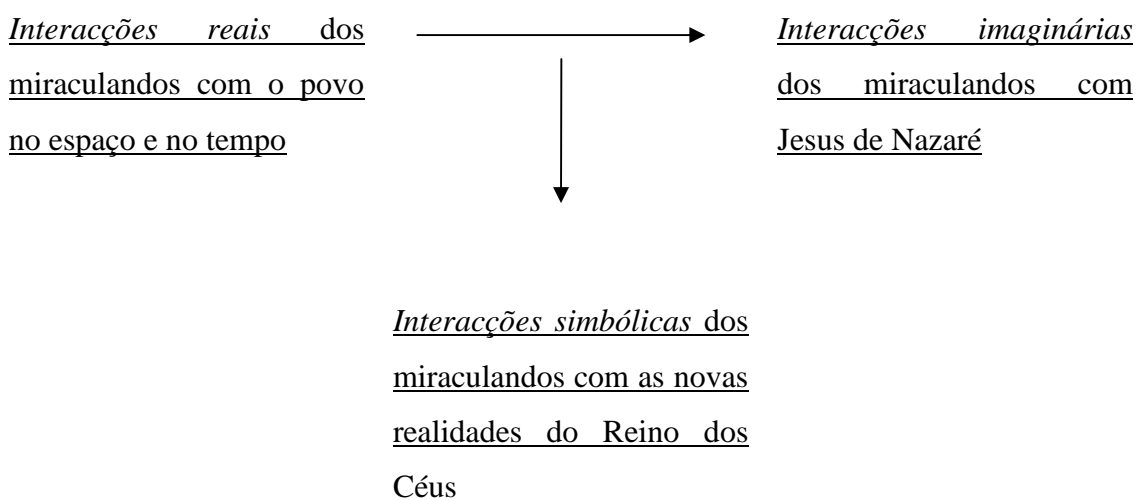 Interacções reais dos
miraculandos com o povo
no espaço e no tempo
Interacções imaginárias
dos miraculandos com
Jesus de Nazaré
Interacções simbólicas dos
miraculandos com as novas
realidades do Reino dos
Céus